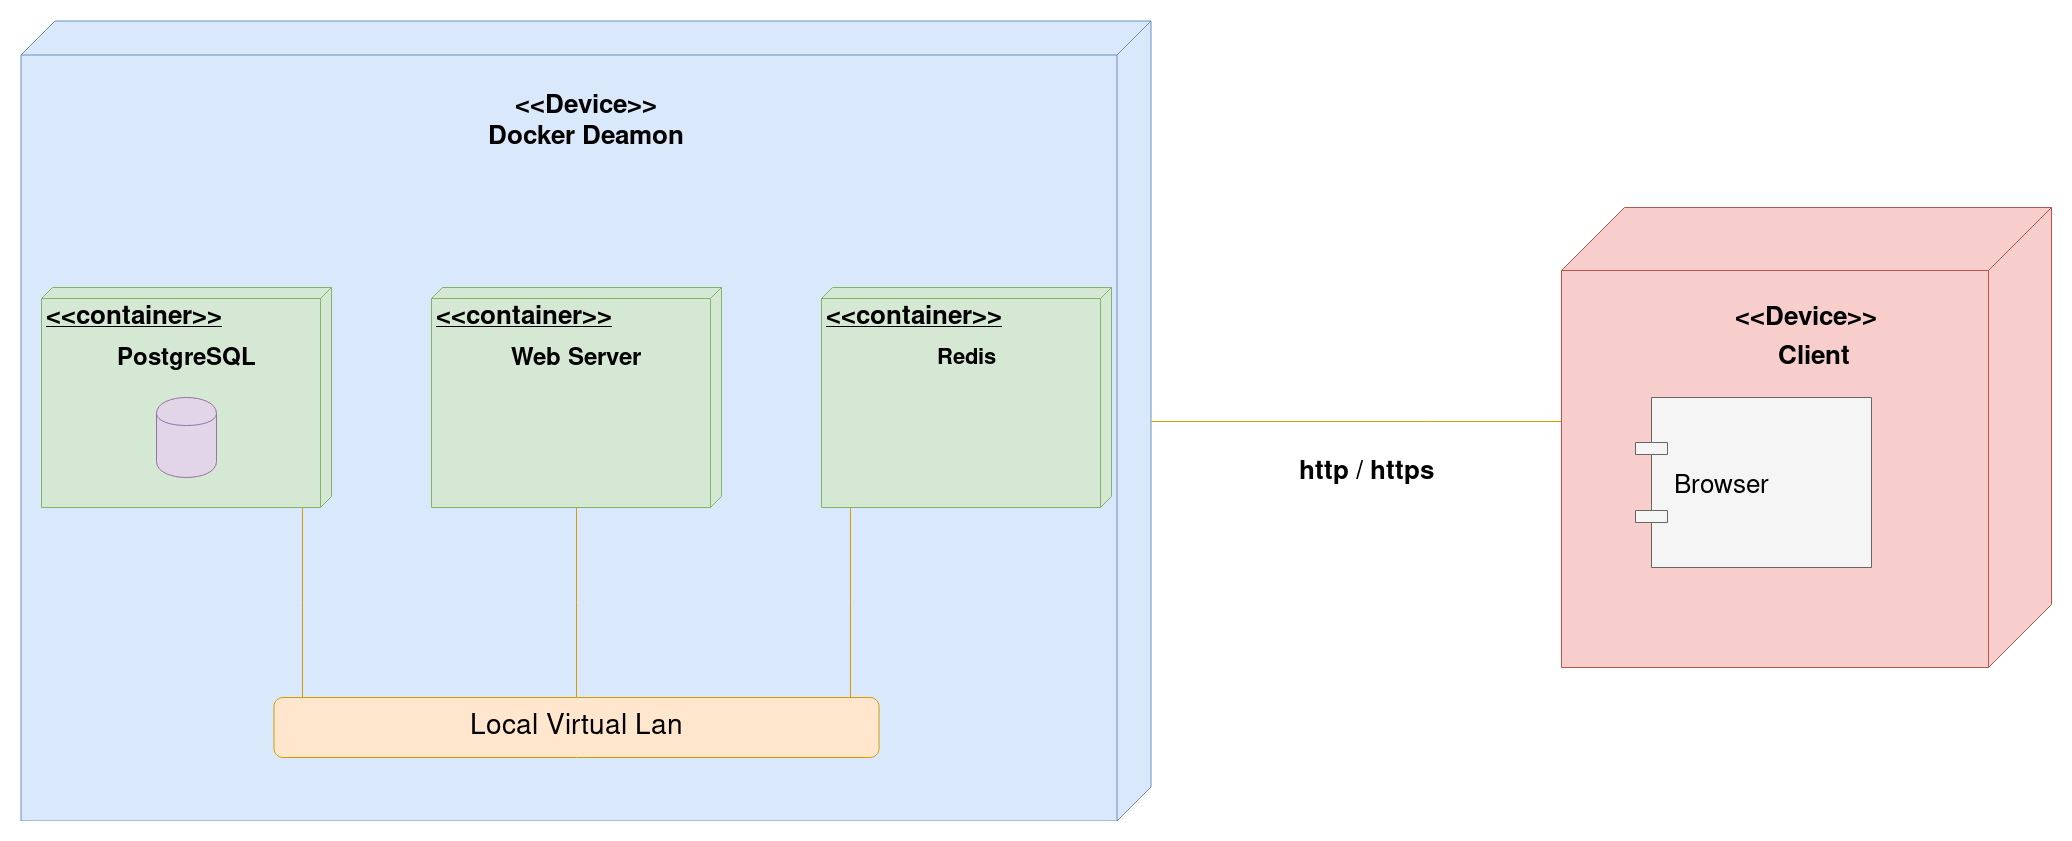 <<Device>>
Docker Deamon
<<container>>
PostgreSQL
<<container>>
Web Server
<<container>>
Redis
Local Virtual Lan
http / https
<<Device>>
Client
Browser